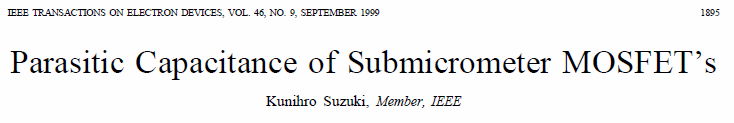 IEEE TRANSACTIONS ON ELECTRON DEVICES, VOL. 46, NO. 9, SEPTEMBER 1999 1895
Parasitic Capacitance of Submicrometer MOSFET's
Kunihro Suzuki, Member, IEEE